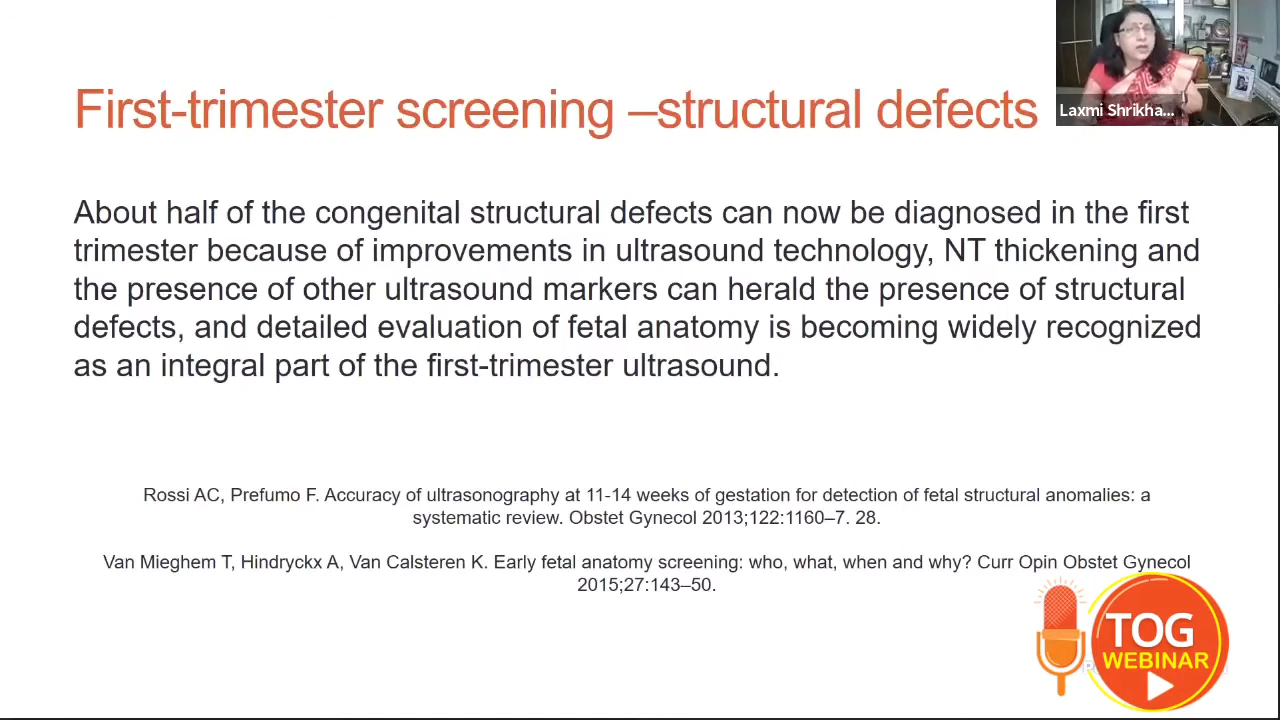 First-trimester screening –structural defects
Laxmi Shrikha...
About half of the congenital structural defects can now be diagnosed in the first
trimester because of improvements in ultrasound technology, NT thickening and
the presence of other ultrasound markers can herald the presence of structural
defects, and detailed evaluation of fetal anatomy is becoming widely recognized
as an integral part of the first-trimester ultrasound.
Rossi AC, Prefumo F. Accuracy of ultrasonography at 11-14 weeks of gestation for detection of fetal structural anomalies: a
systematic review. Obstet Gynecol 2013;122:1160–7. 28.
Van Mieghem T, Hindryckx A, Van Calsteren K. Early fetal anatomy screening: who, what, when and why? Curr Opin Obstet Gynecol
2015;27:143–50.
TOG
WEBINAR